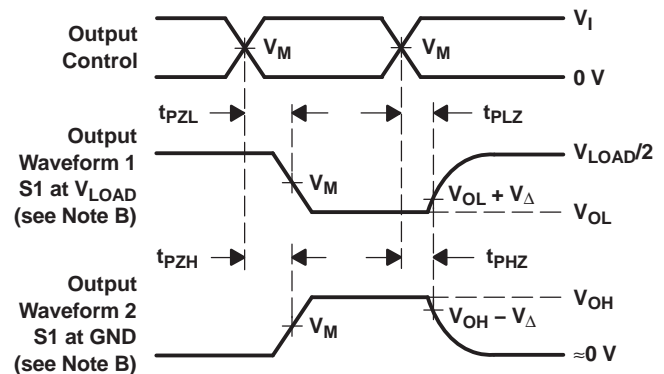 Output
Control
V_M
V_M
V_I
0 V
t_PZL
t_PLZ
Output
Waveform 1
S1 at V_LOAD
(see Note B)
V_M
V_LOAD/2
V_OL + V_Δ
V_OL
t_PZH
t_PHZ
Output
Waveform 2
S1 at GND
(see Note B)
V_M
V_OH
V_OH − V_Δ
≈0 V